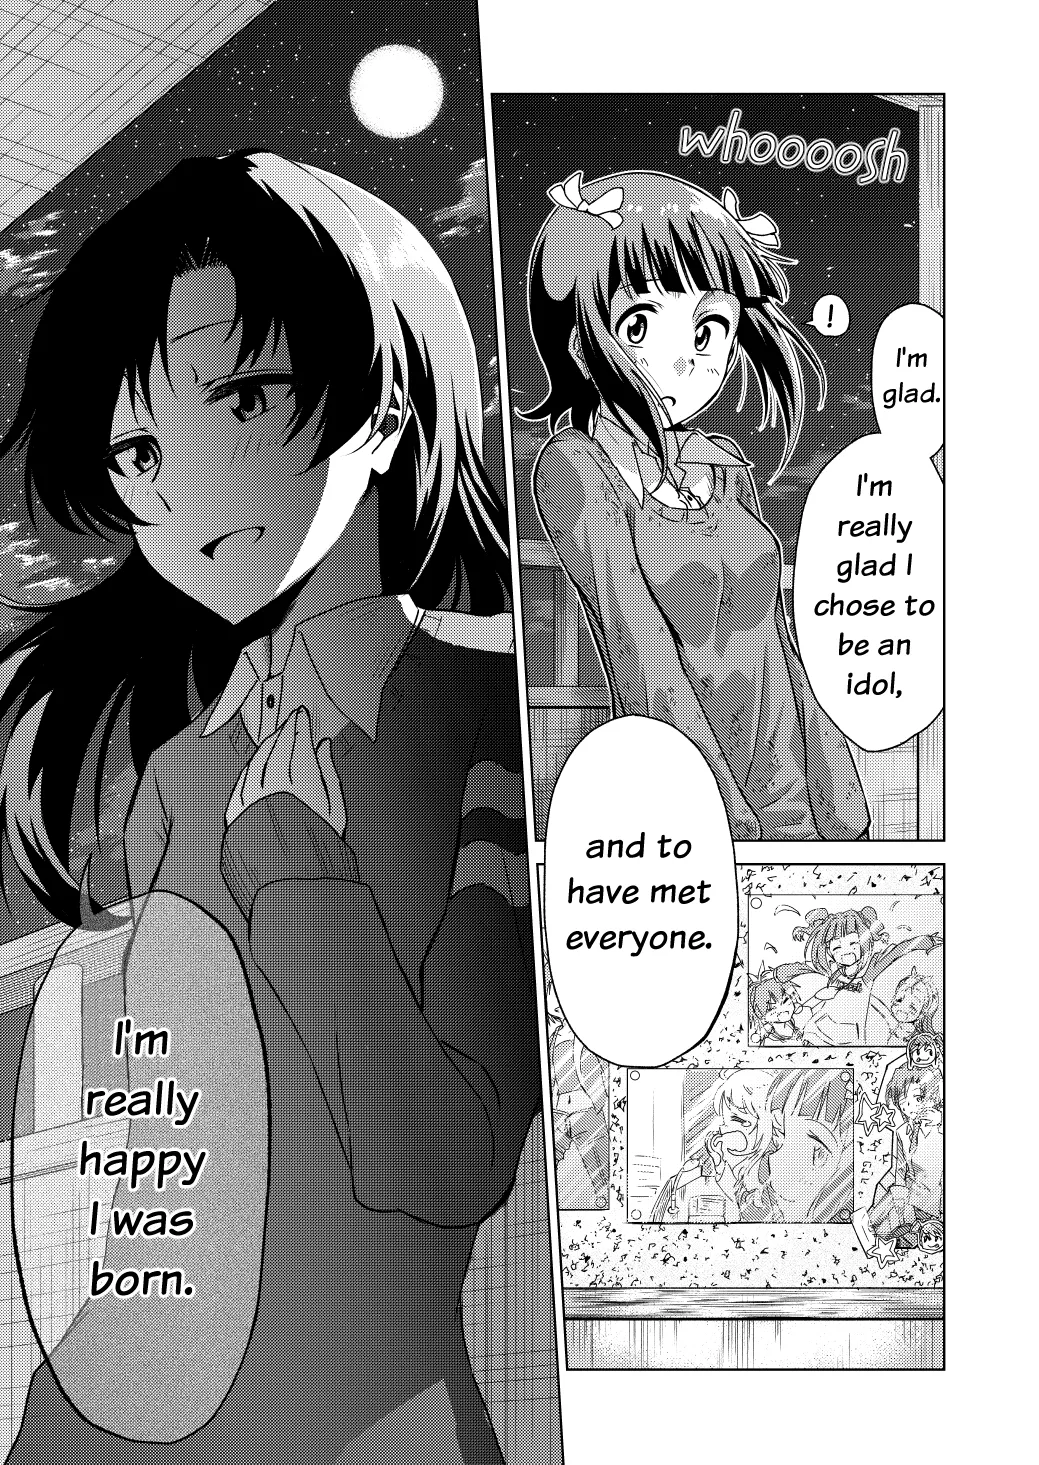 whoooosh
!
I'm
glad.
I'm
really
glad I
chose to
be an
idol,
and to
have met
everyone.
I'm
really
happy
I was
born.